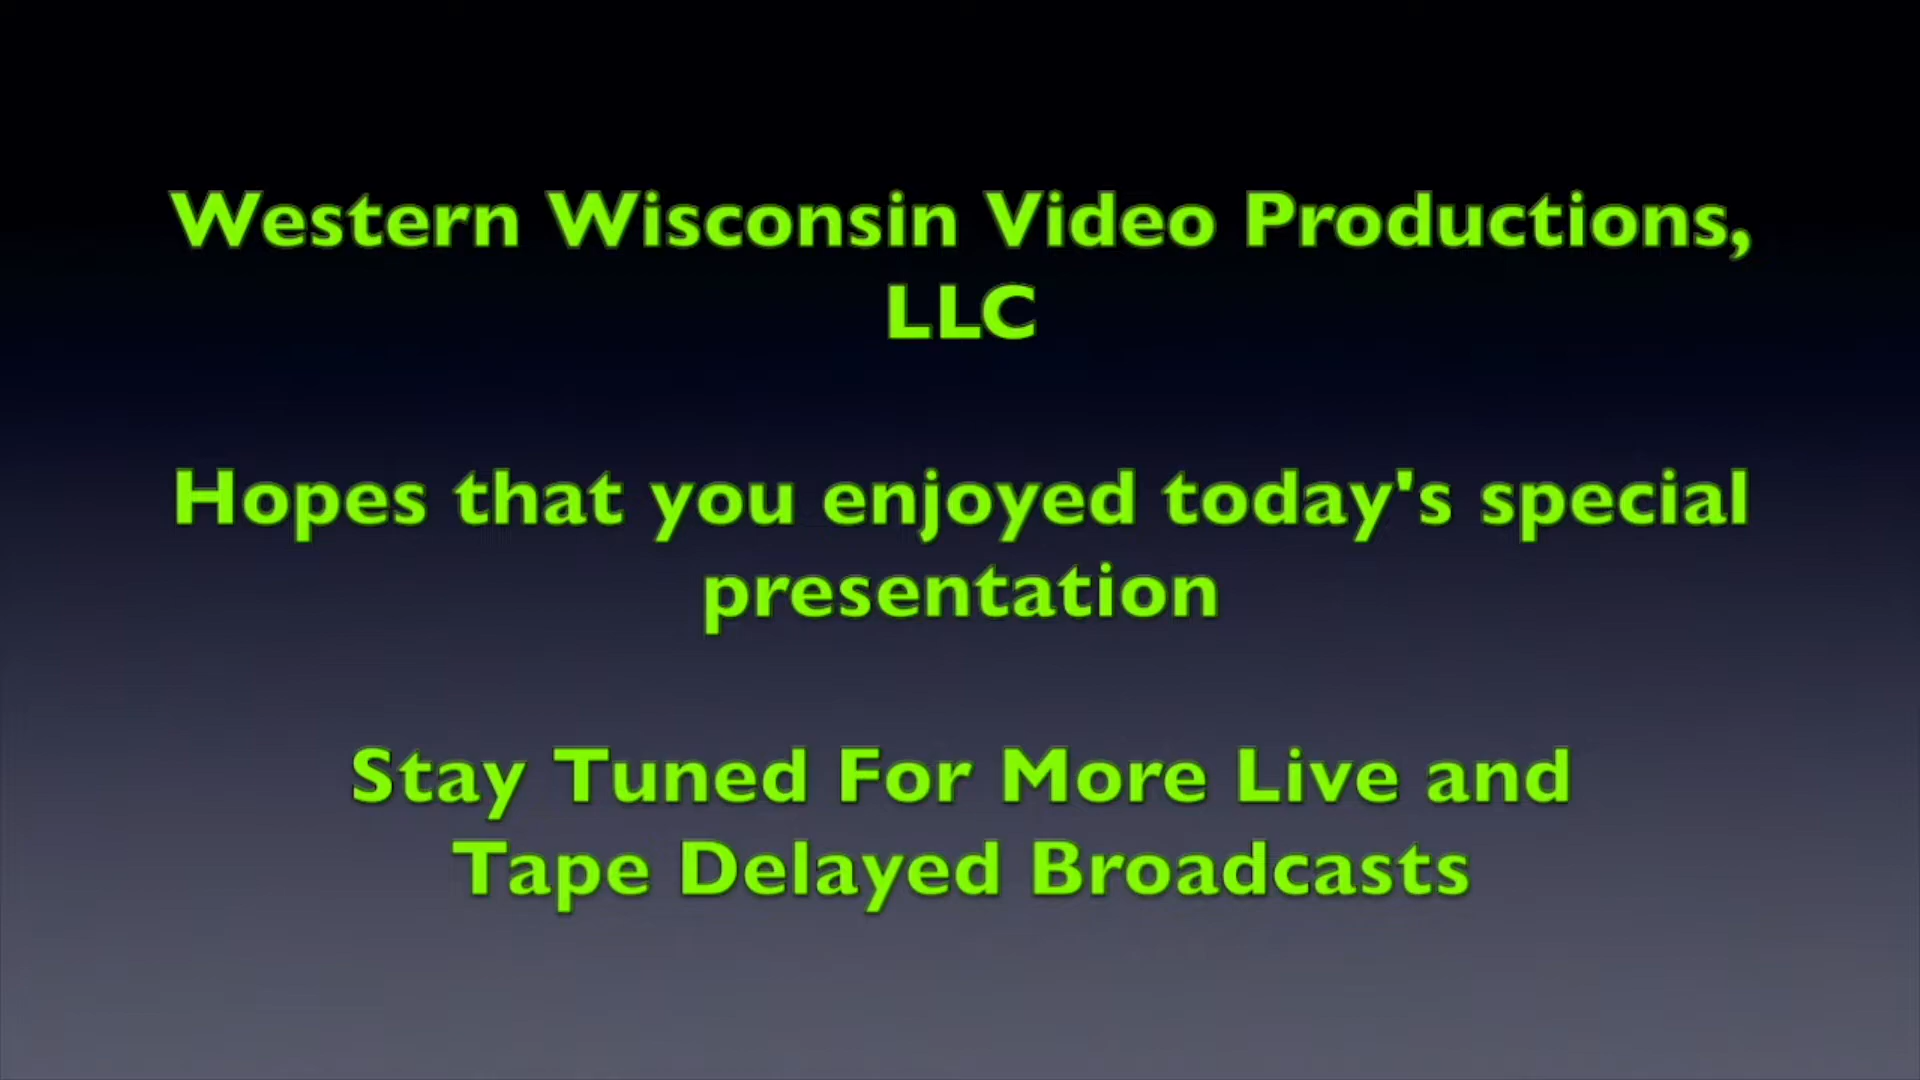 Western Wisconsin Video Productions,
LLC
Hopes that you enjoyed today's special
presentation
Stay Tuned For More Live and
Tape Delayed Broadcasts